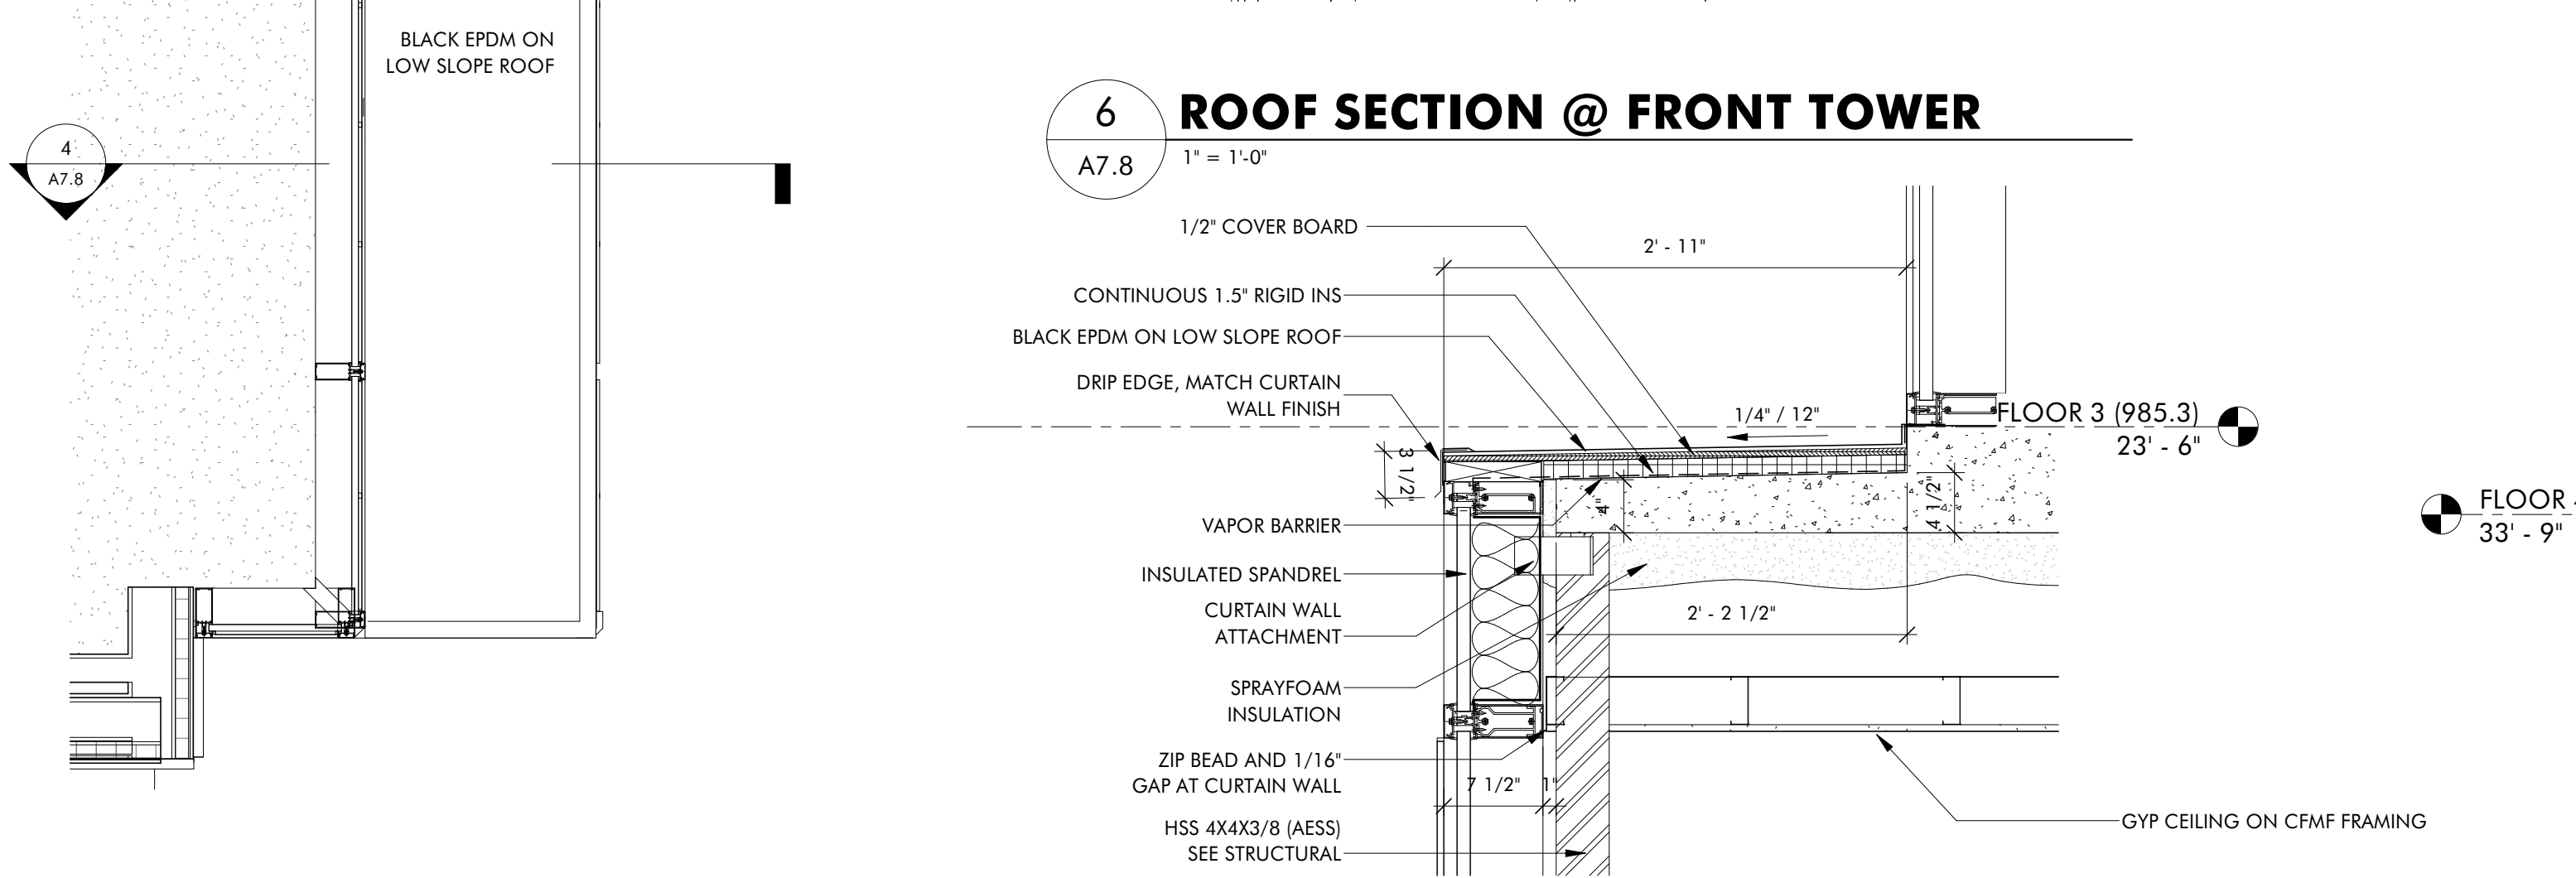 BLACK EPDM ON
LOW SLOPE ROOF
4
A7.8
6
A7.8
ROOF SECTION @ FRONT TOWER
1" = 1'-0"
1/2" COVER BOARD
2' - 11"
CONTINUOUS 1.5" RIGID INS
BLACK EPDM ON LOW SLOPE ROOF
DRIP EDGE, MATCH CURTAIN
WALL FINISH
1/4" / 12"
FLOOR 3 (985.3)
23' - 6"
3 1/2"
4"
4 1/2"
FLOOR
33' - 9"
VAPOR BARRIER
INSULATED SPANDREL
CURTAIN WALL
ATTACHMENT
2' - 2 1/2"
SPRAYFOAM
INSULATION
ZIP BEAD AND 1/16"
GAP AT CURTAIN WALL
7 1/2"
1"
HSS 4X4X3/8 (AESS)
SEE STRUCTURAL
GYP CEILING ON CFMF FRAMING